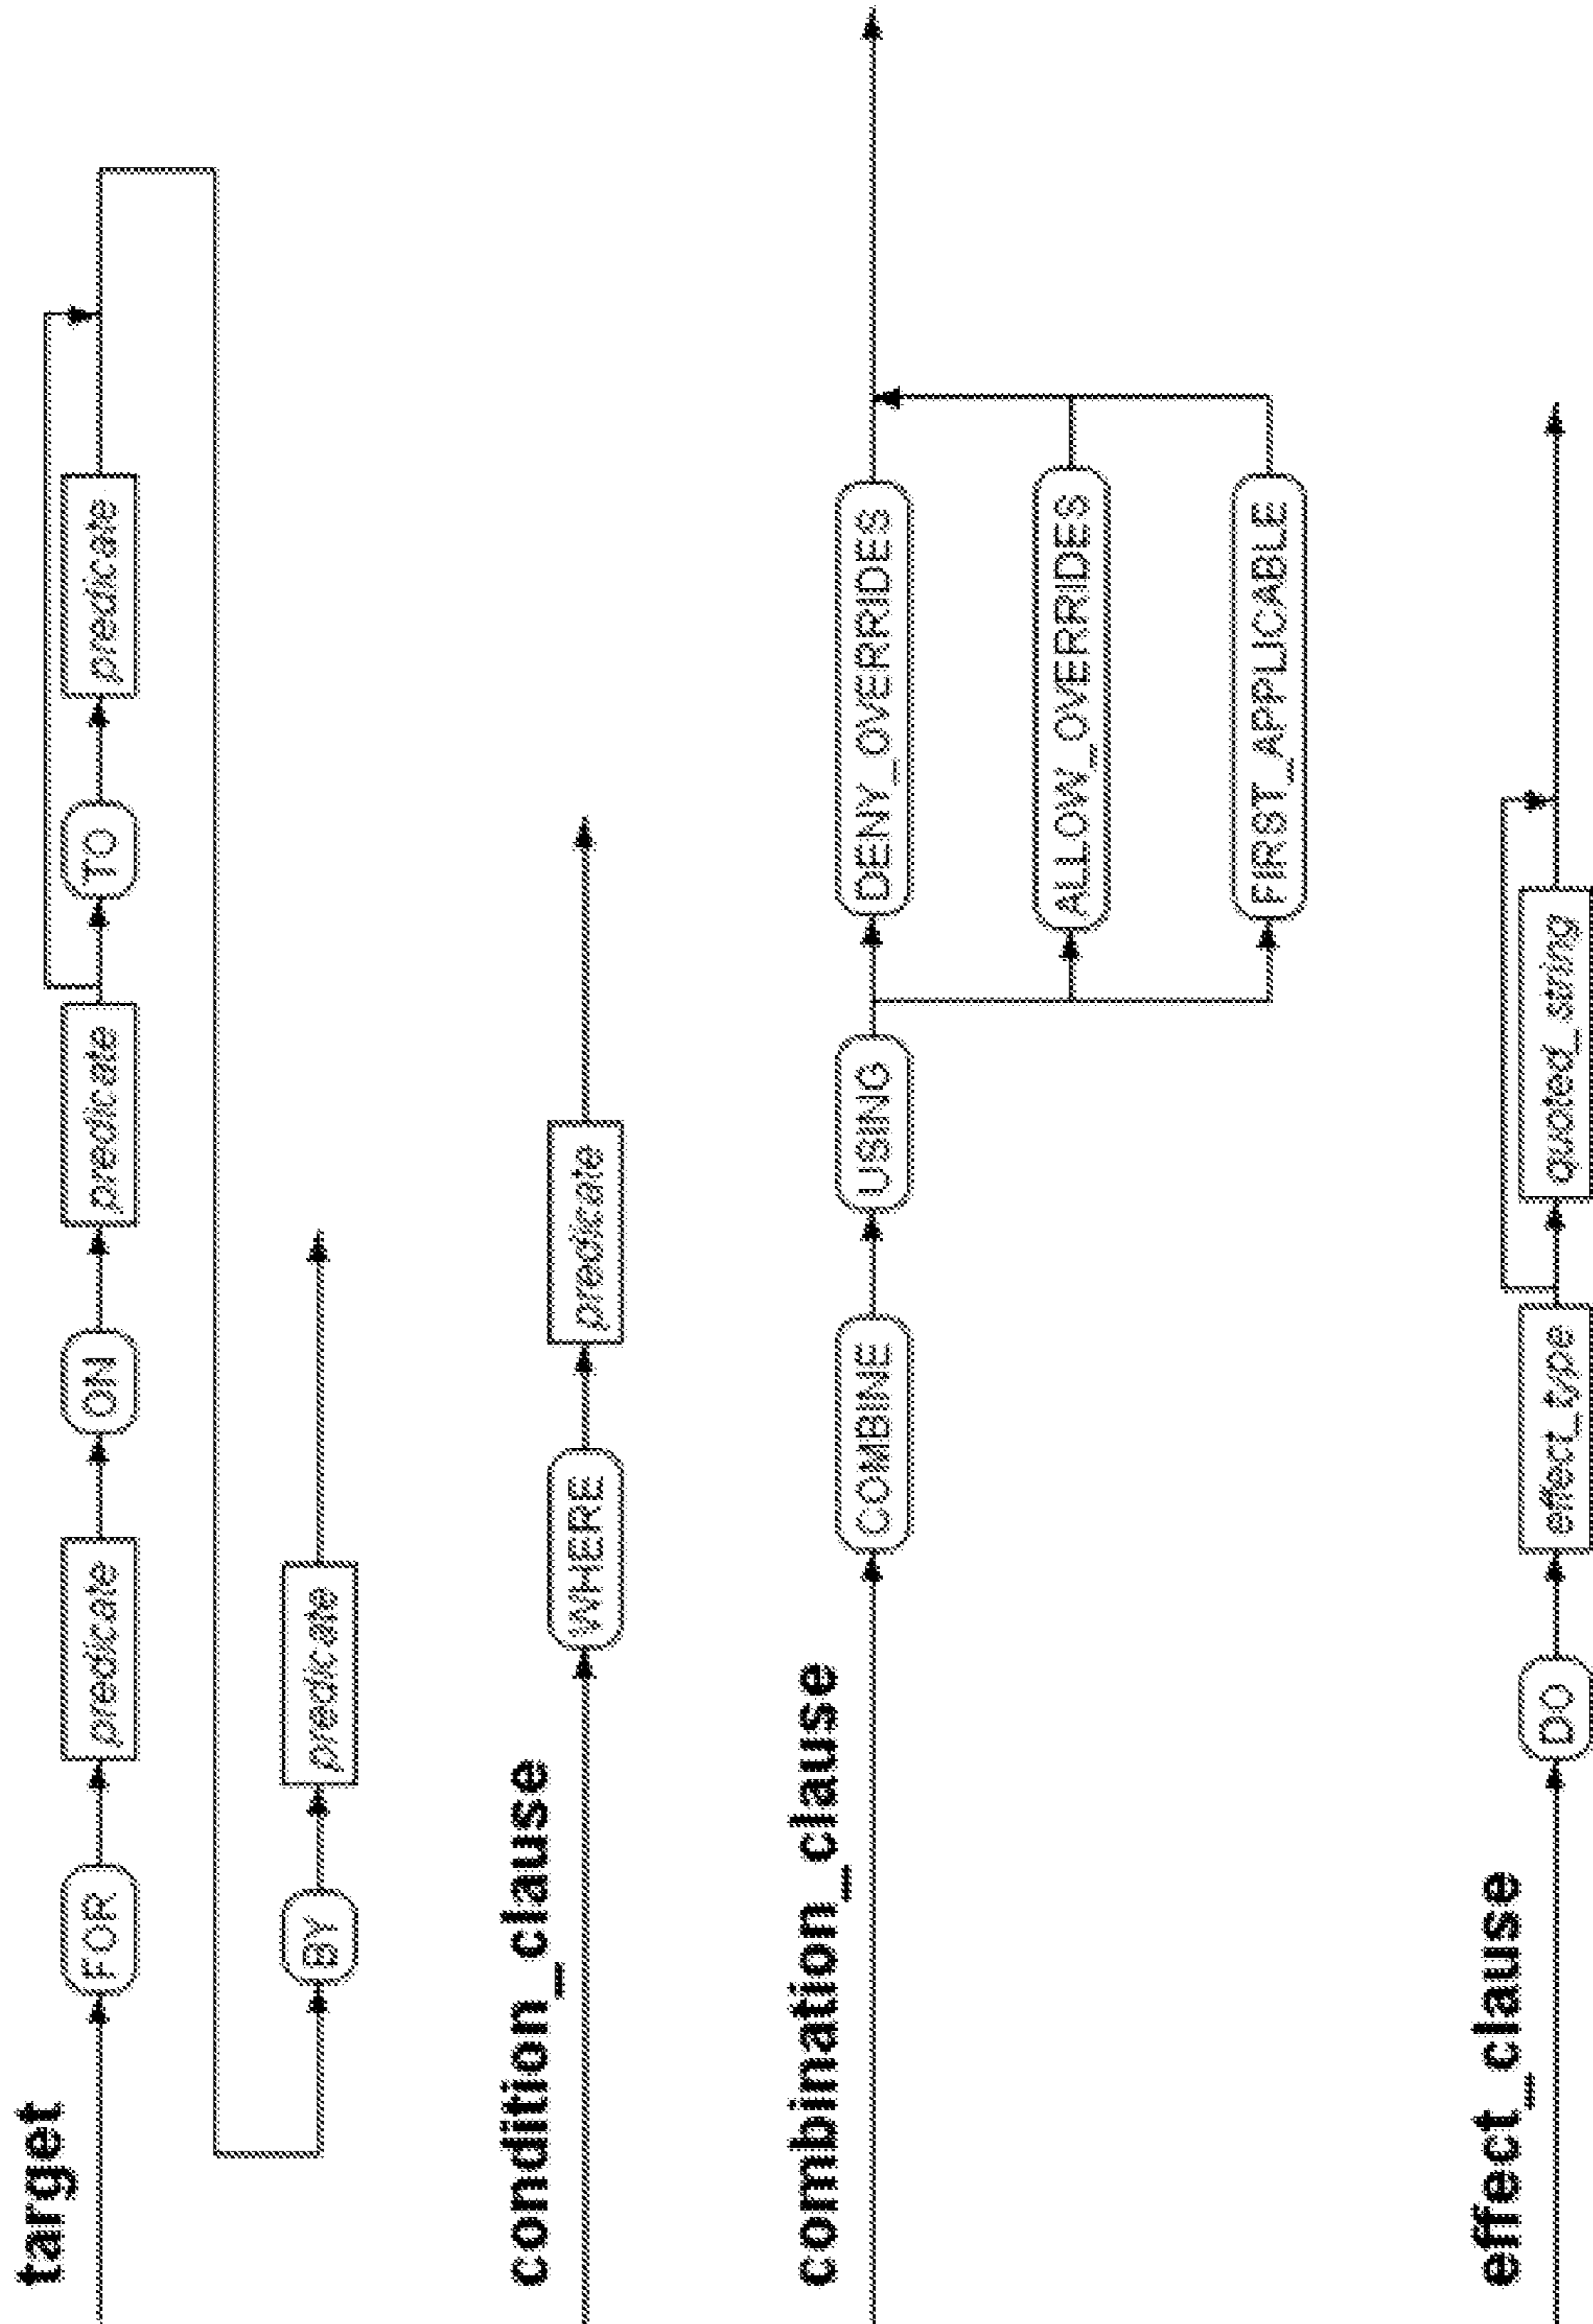 target
FOR predicate ON predicate TO predicate
BY predicate
condition_clause
WHERE predicate
combination_clause
COMBINE USING DENY_OVERRIDES
ALLOW_OVERRIDES
FIRST_APPLICABLE
effect_clause
DO effect_type quoted_string